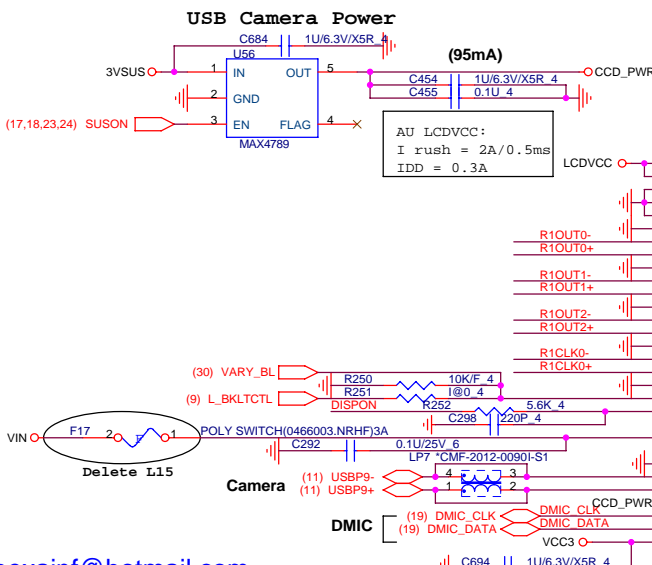 USB Camera Power
C684 1U/6.3V/X5R_4
U56
(95mA)
3VSUS 1 IN OUT 5 CCD_PWR
C454 1U/6.3V/X5R_4
2 GND C455 0.1U_4
(17,18,23,24) SUSON 3 EN FLAG 4
MAX4789
AU LCDVCC:
I rush = 2A/0.5ms
IDD = 0.3A
LCDVCC
R1OUT0-
R1OUT0+
R1OUT1-
R1OUT1+
R1OUT2-
R1OUT2+
R1CLK0-
R1CLK0+
(30) VARY_BL
R250 10K/F_4
(9) L_BKLTCTL R251 I@0_4
DISPON R252 5.6K_4
C298 220P_4
VIN F17 2 F 1 POLY SWITCH(0466003.NRHF)3A
C292 0.1U/25V_6
Delete L15
LP7 *CMF-2012-0090I-S1
Camera (11) USBP9- 4 3
(11) USBP9+ 1 2
CCD_PWR
(19) DMIC_CLK DMIC_CLK
DMIC (19) DMIC_DATA DMIC_DATA
VCC3
C694 1U/6.3V/X5R_4